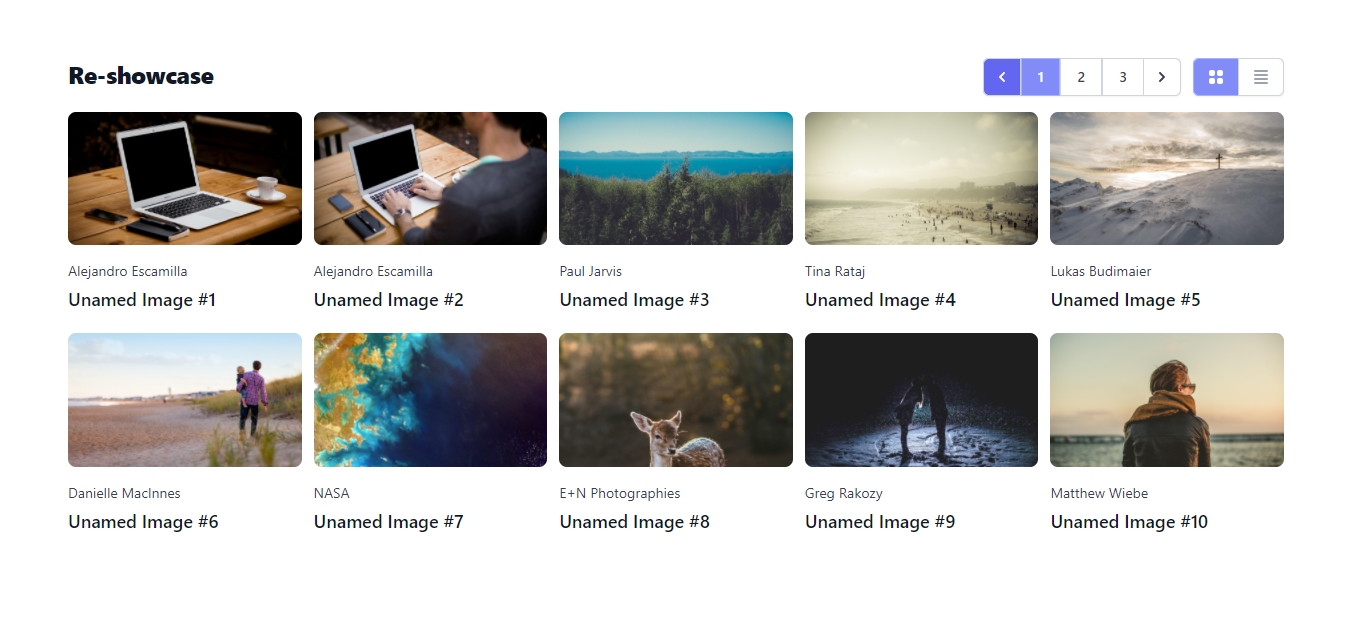 Re-showcase
1 2 3
Alejandro Escamilla
Unamed Image #1
Alejandro Escamilla
Unamed Image #2
Paul Jarvis
Unamed Image #3
Tina Rataj
Unamed Image #4
Lukas Budimaier
Unamed Image #5
Danielle MacInnes
Unamed Image #6
NASA
Unamed Image #7
E+N Photographies
Unamed Image #8
Greg Rakozy
Unamed Image #9
Matthew Wiebe
Unamed Image #10